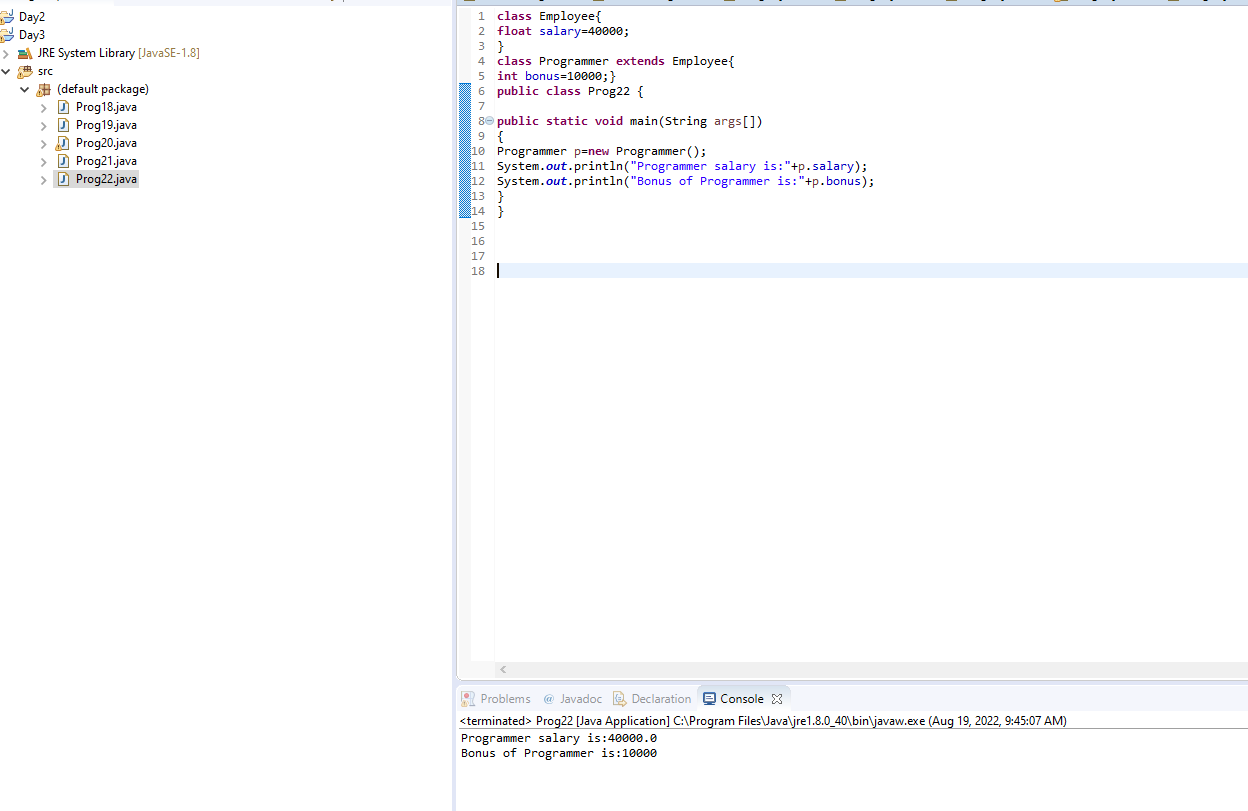 Day2
Day3
JRE System Library [JavaSE-1.8]
src
(default package)
Prog18.java
Prog19.java
Prog20.java
Prog21.java
Prog22.java
1 class Employee{
2 float salary=40000;
3 }
4 class Programmer extends Employee{
5 int bonus=10000;}
6 public class Prog22 {
7
8 public static void main(String args[])
9 {
10 Programmer p=new Programmer();
11 System.out.println("Programmer salary is:"+p.salary);
12 System.out.println("Bonus of Programmer is:"+p.bonus);
13 }
14 }
15
16
17
18
Problems @ Javadoc Declaration Console
<terminated> Prog22 [Java Application] C:\Program Files\Java\jre1.8.0_40\bin\javaw.exe (Aug 19, 2022, 9:45:07 AM)
Programmer salary is:40000.0
Bonus of Programmer is:10000